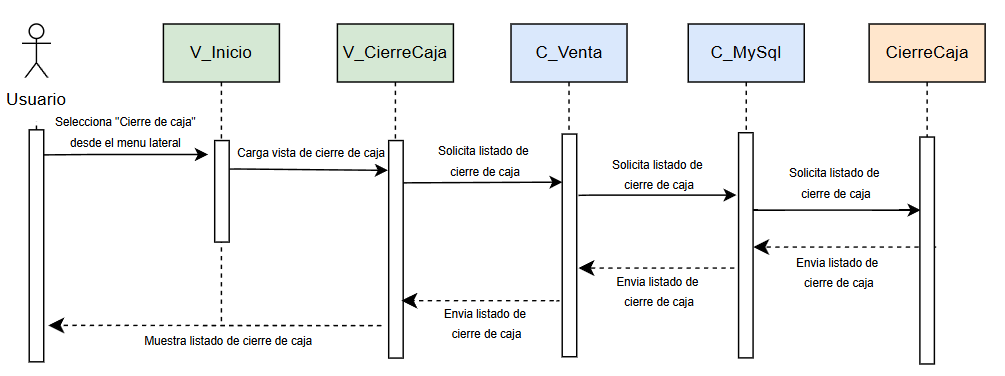 V_Inicio
V_CierreCaja
C_Venta
C_MySql
CierreCaja
Usuario
Selecciona "Cierre de caja"
desde el menu lateral
Carga vista de cierre de caja
Solicita listado de
cierre de caja
Solicita listado de
cierre de caja
Solicita listado de
cierre de caja
Envia listado de
cierre de caja
Envia listado de
cierre de caja
Envia listado de
cierre de caja
Muestra listado de cierre de caja